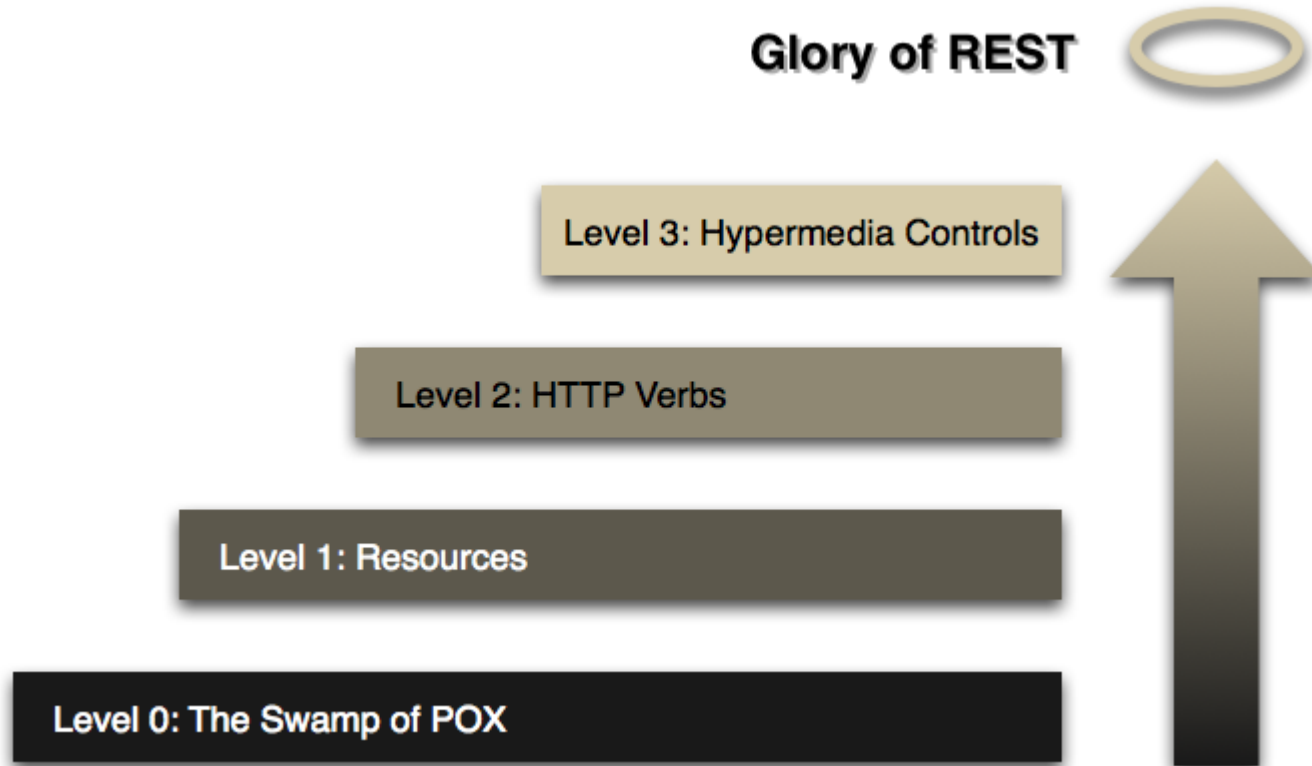 Glory of REST
Level 3: Hypermedia Controls
Level 2: HTTP Verbs
Level 1: Resources
Level 0: The Swamp of POX